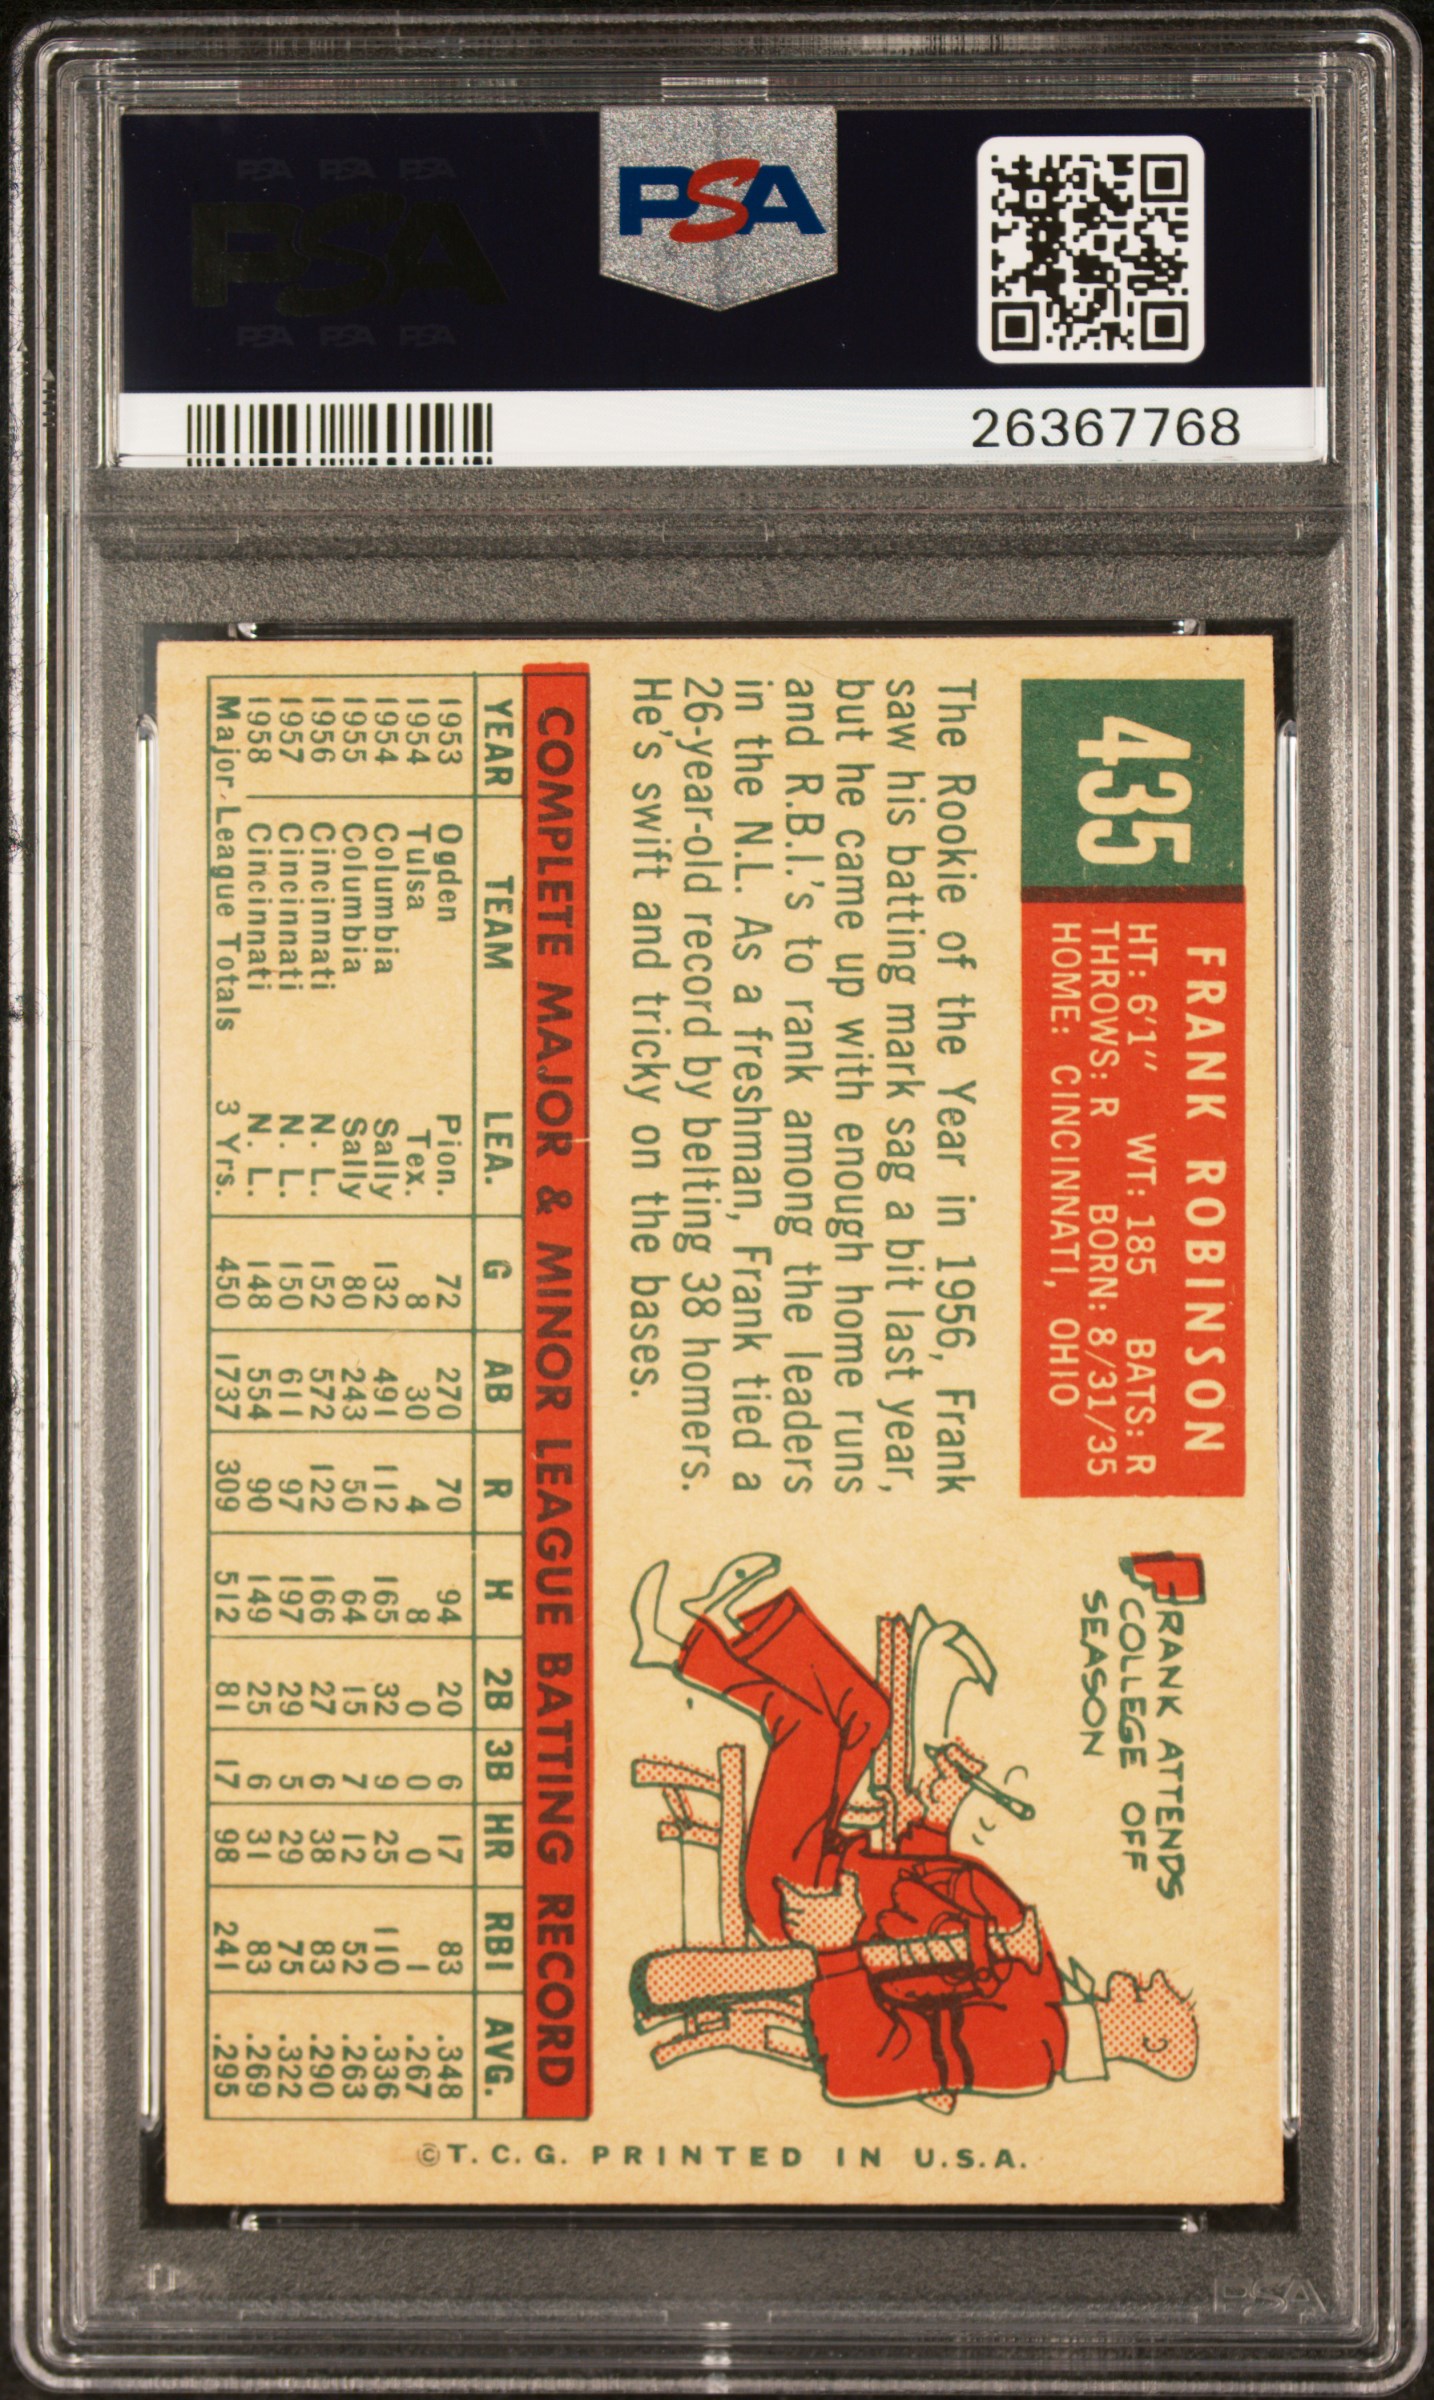 PSA PSA PSA
PSA
PSA PSA PSA
PSA
26367768
435
FRANK ROBINSON
HT: 6'1" WT: 185 BATS: R
THROWS: R BORN: 8/31/35
HOME: CINCINNATI, OHIO
The Rookie of the Year in 1956, Frank
saw his batting mark sag a bit last year,
but he came up with enough home runs
and R.B.I.'s to rank among the leaders
in the N.L. As a freshman, Frank tied a
26-year-old record by belting 38 homers.
He's swift and tricky on the bases.
FRANK ATTENDS
COLLEGE OFF
SEASON
COMPLETE MAJOR & MINOR LEAGUE BATTING RECORD
YEAR TEAM LEA. G AB R H 2B 3B HR RBI AVG.
1953 Ogden Pion. 72 270 70 94 20 6 17 83 .348
1954 Tulsa Tex. 8 30 4 8 0 0 0 1 .267
1954 Columbia Sally 132 491 112 165 32 9 25 110 .336
1955 Columbia Sally 80 243 50 64 15 7 12 52 .263
1956 Cincinnati N. L. 152 572 122 166 27 6 38 83 .290
1957 Cincinnati N. L. 150 611 97 197 29 5 29 75 .322
1958 Cincinnati N. L. 148 554 90 149 25 6 31 83 .269
Major League Totals 3 Yrs. 450 1737 309 512 81 17 98 241 .295
©T. C. G. PRINTED IN U.S.A.
PSA